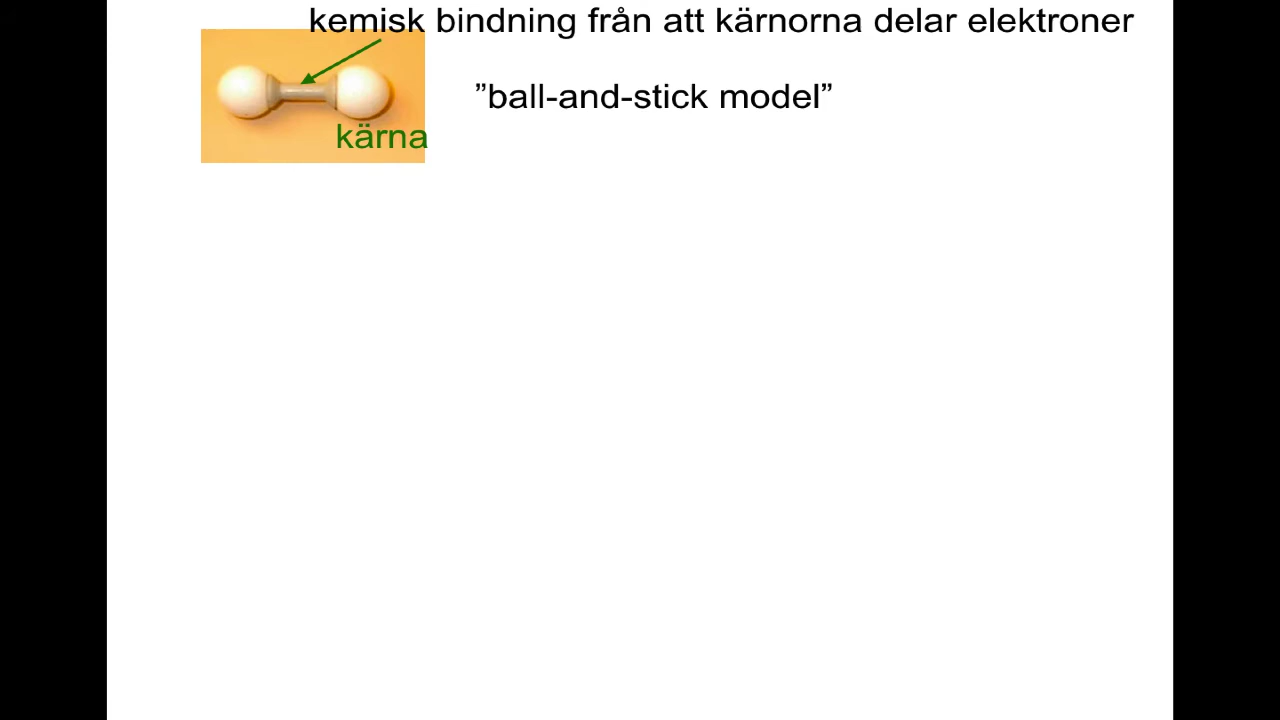 kemisk bindning från att kärnorna delar elektroner
”ball-and-stick model”
kärna